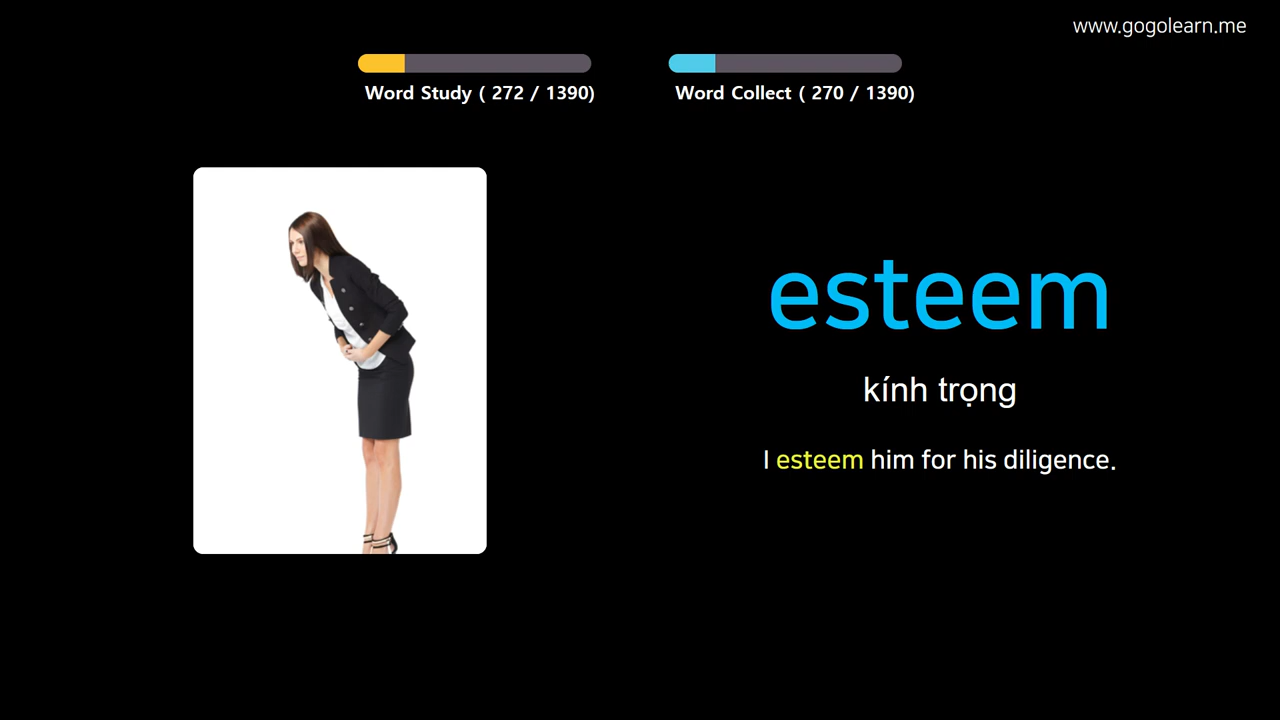 www.gogolearn.me
Word Study ( 272 / 1390)
Word Collect ( 270 / 1390)
esteem
kính trọng
I esteem him for his diligence.